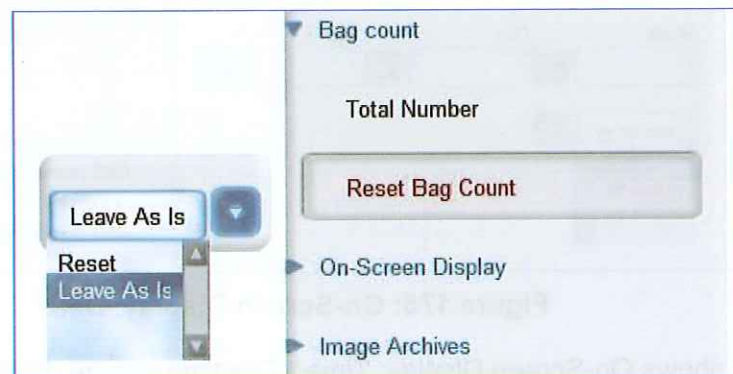 Bag count
Total Number
Reset Bag Count
Leave As Is
Reset
Leave As Is
On-Screen Display
Image Archives